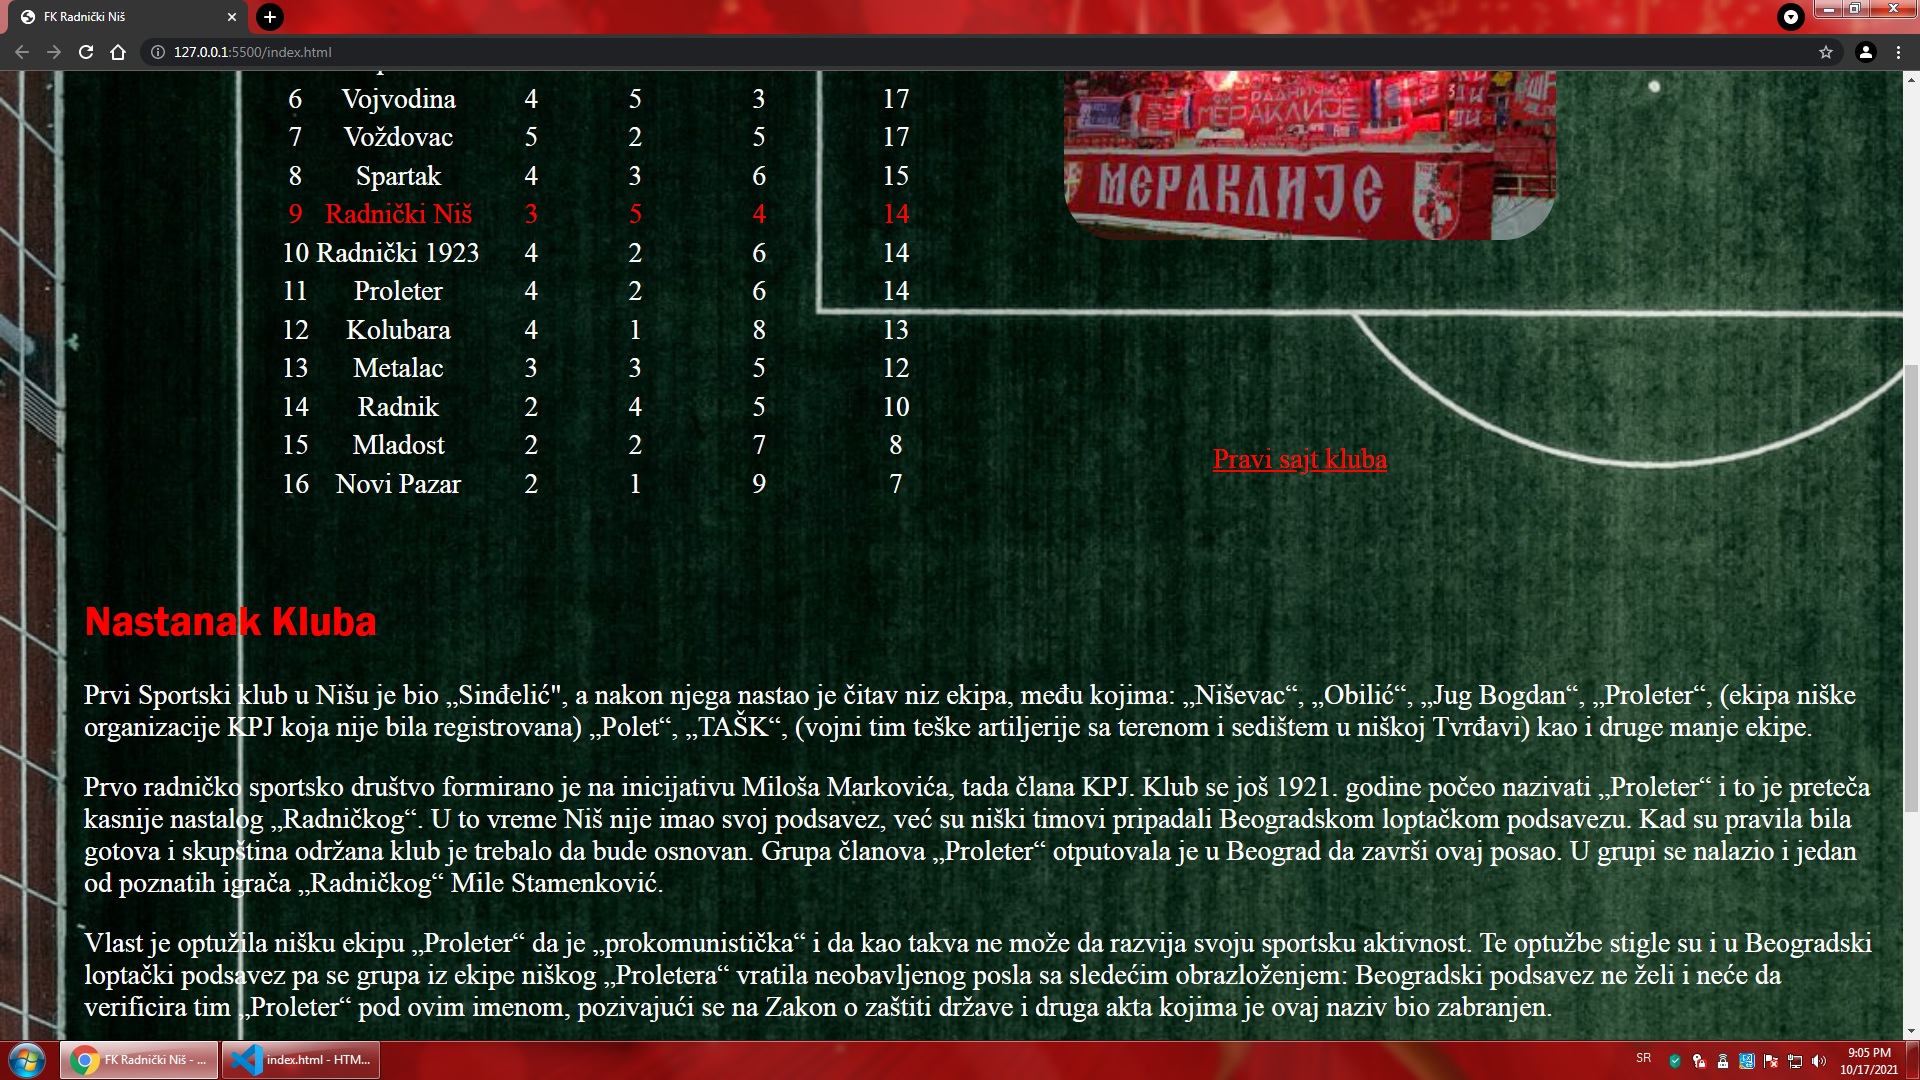 FK Radnički Niš
127.0.0.1:5500/index.html
6 Vojvodina 4 5 3 17
7 Voždovac 5 2 5 17
8 Spartak 4 3 6 15
9 Radnički Niš 3 5 4 14
10 Radnički 1923 4 2 6 14
11 Proleter 4 2 6 14
12 Kolubara 4 1 8 13
13 Metalac 3 3 5 12
14 Radnik 2 4 5 10
15 Mladost 2 2 7 8
16 Novi Pazar 2 1 9 7
МЕРАКЛИЈЕ
МЕРАКЛИЈЕ
Pravi sajt kluba
Nastanak Kluba
Prvi Sportski klub u Nišu je bio „Sinđelić", a nakon njega nastao je čitav niz ekipa, među kojima: „Niševac“, „Obilić“, „Jug Bogdan“, „Proleter“, (ekipa niške
organizacije KPJ koja nije bila registrovana) „Polet“, „TAŠK“, (vojni tim teške artiljerije sa terenom i sedištem u niškoj Tvrđavi) kao i druge manje ekipe.
Prvo radničko sportsko društvo formirano je na inicijativu Miloša Markovića, tada člana KPJ. Klub se još 1921. godine počeo nazivati „Proleter“ i to je preteča
kasnije nastalog „Radničkog“. U to vreme Niš nije imao svoj podsavez, već su niški timovi pripadali Beogradskom loptačkom podsavezu. Kad su pravila bila
gotova i skupština održana klub je trebalo da bude osnovan. Grupa članova „Proleter“ otputovala je u Beograd da završi ovaj posao. U grupi se nalazio i jedan
od poznatih igrača „Radničkog“ Mile Stamenković.
Vlast je optužila nišku ekipu „Proleter“ da je „prokomunistička“ i da kao takva ne može da razvija svoju sportsku aktivnost. Te optužbe stigle su i u Beogradski
loptački podsavez pa se grupa iz ekipe niškog „Proletera“ vratila neobavljenog posla sa sledećim obrazloženjem: Beogradski podsavez ne želi i neće da
verificira tim „Proleter“ pod ovim imenom, pozivajući se na Zakon o zaštiti države i druga akta kojima je ovaj naziv bio zabranjen.
FK Radnički Niš - ...
index.html - HTM...
SR
9:05 PM
10/17/2021